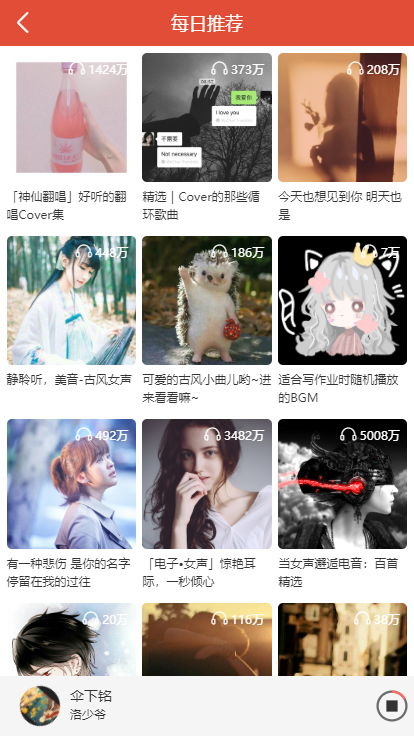 每日推荐
1424万
373万
208万
08:57
我爱你
I love you
不需要
Not necessary
「神仙翻唱」好听的翻
唱Cover集
精选 | Cover的那些循
环歌曲
今天也想见到你 明天也
是
448万
186万
7万
静聆听，美音-古风女声
可爱的古风小曲儿哟~进
来看看嘛~
适合写作业时随机播放
的BGM
492万
3482万
5008万
有一种悲伤 是你的名字
停留在我的过往
「电子•女声」惊艳耳
际，一秒倾心
当女声邂逅电音：百首
精选
20万
116万
38万
伞下铭
洛少爷